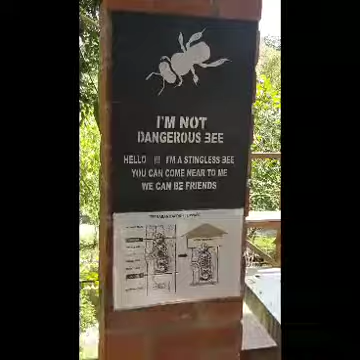 I'M NOT
DANGEROUS BEE
HELLO !!! I'M A STINGLESS BEE
YOU CAN COME NEAR TO ME
WE CAN BE FRIENDS